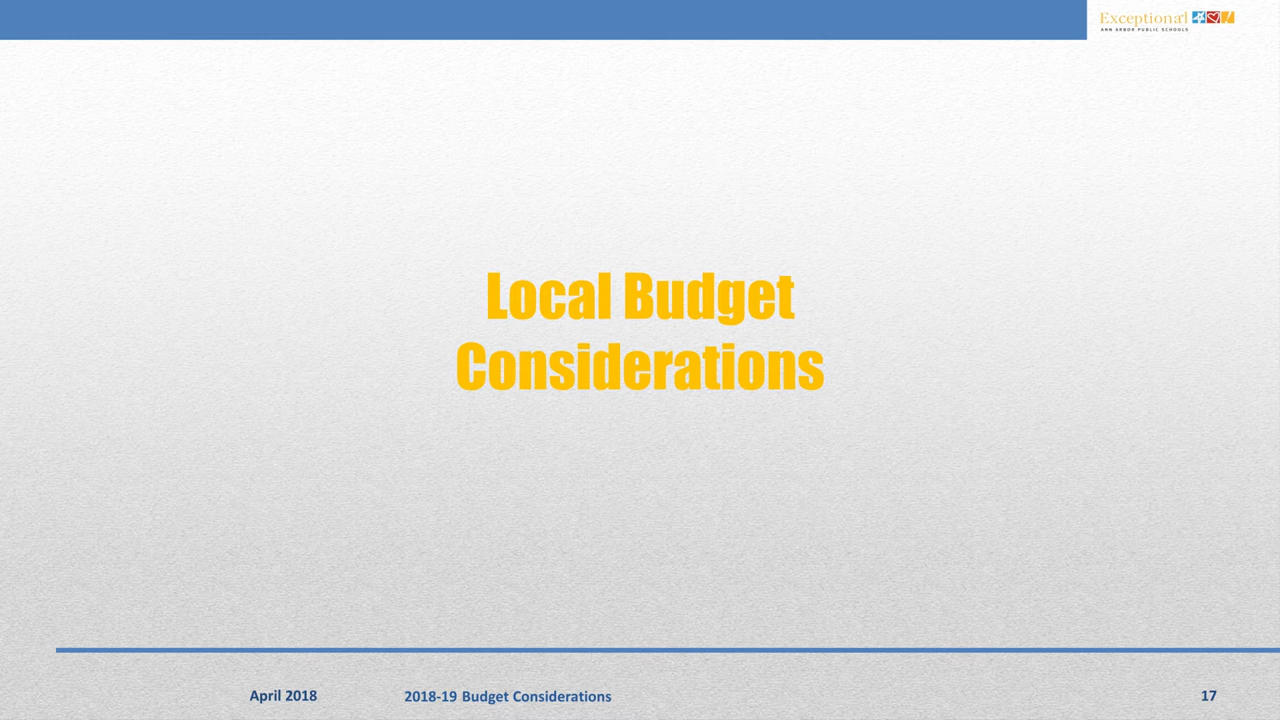 Exceptional
ANN ARBOR PUBLIC SCHOOLS
Local Budget
Considerations
April 2018
2018-19 Budget Considerations
17